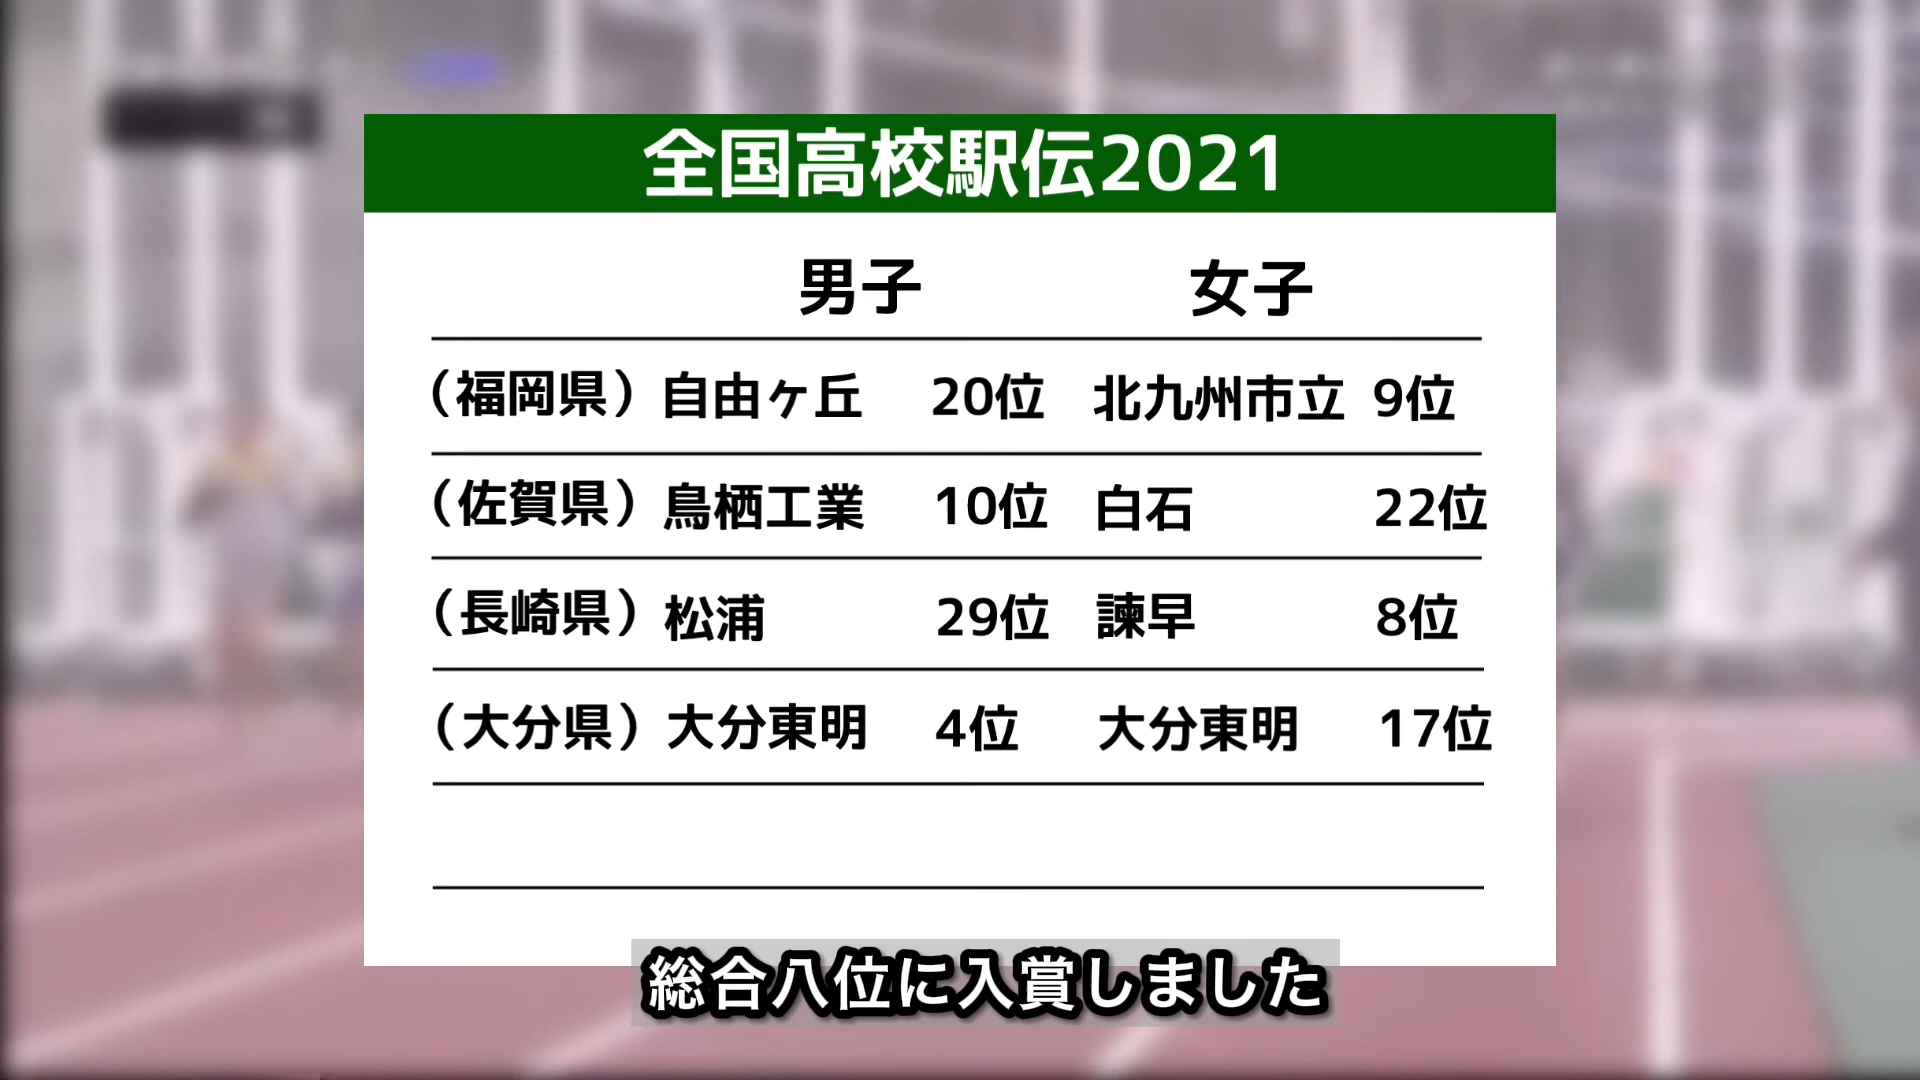 全国高校駅伝2021
男子 女子
（福岡県）自由ヶ丘 20位 北九州市立 9位
（佐賀県）鳥栖工業 10位 白石 22位
（長崎県）松浦 29位 諫早 8位
（大分県）大分東明 4位 大分東明 17位
総合八位に入賞しました